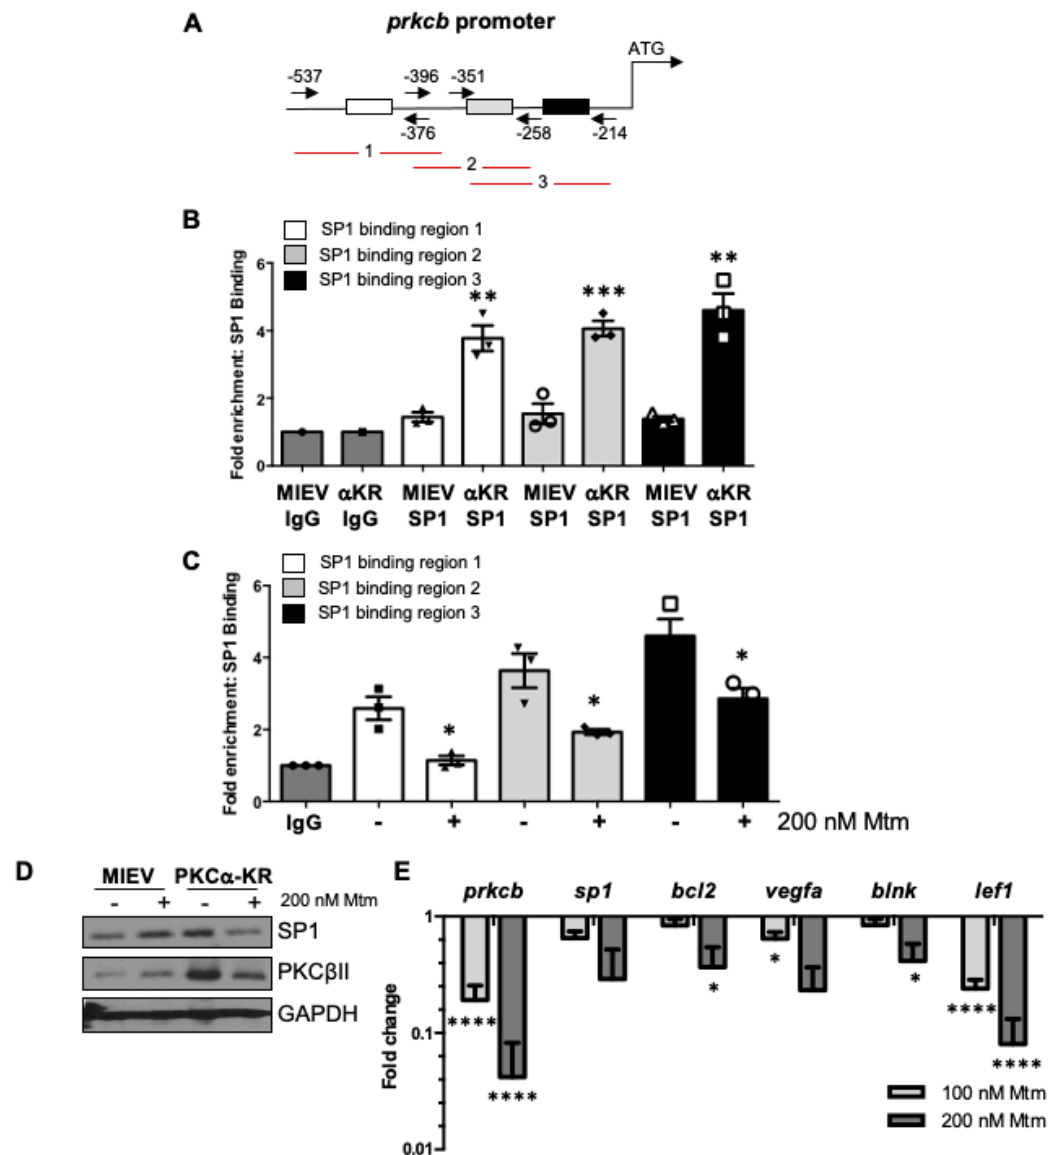 A
prkcb promoter
ATG
-537 -396 -351
-376 -258 -214
1
2
3
B
SP1 binding region 1
SP1 binding region 2
SP1 binding region 3
Fold enrichment: SP1 Binding
6
4
2
0
** *** **
MIEV αKR MIEV αKR MIEV αKR MIEV αKR
IgG IgG SP1 SP1 SP1 SP1 SP1 SP1
C
SP1 binding region 1
SP1 binding region 2
SP1 binding region 3
Fold enrichment: SP1 Binding
6
4
2
0
* * *
IgG - + - + - + 200 nM Mtm
D
MIEV PKCα-KR
- + - + 200 nM Mtm
SP1
PKCβII
GAPDH
E
prkcb sp1 bcl2 vegfa blnk lef1
Fold change
1
0.1
0.01
**** **** * * * **** ****
100 nM Mtm
200 nM Mtm